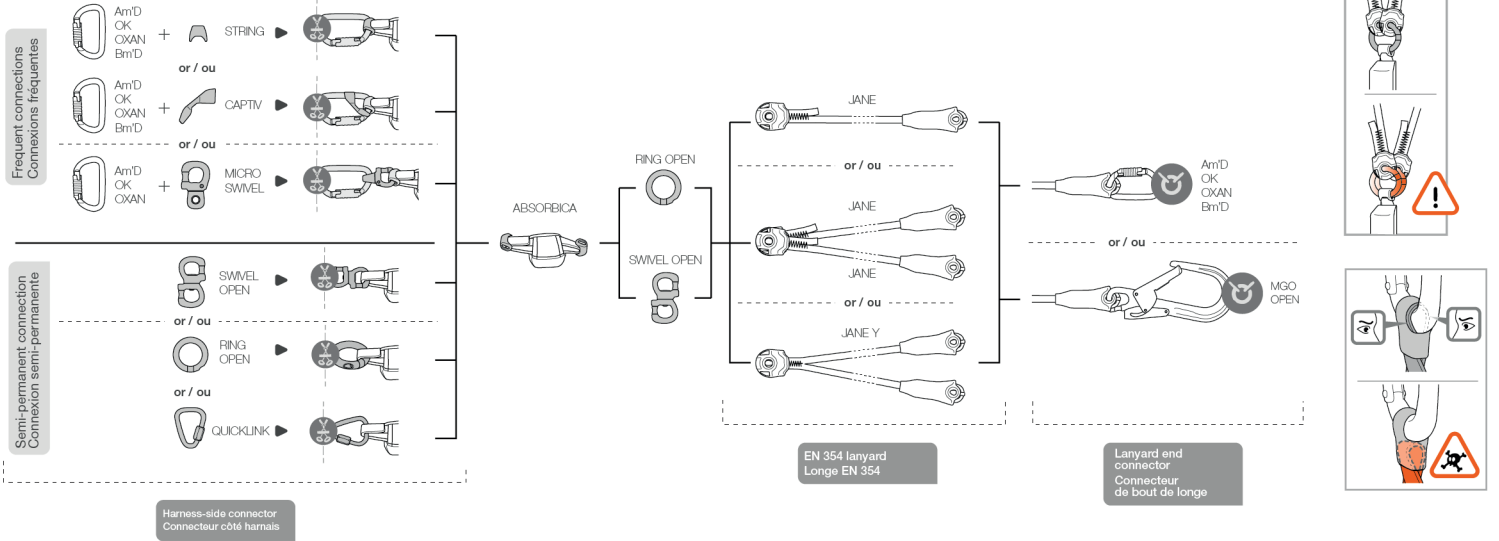 Frequent connections
Connexions fréquentes
Am'D
OK
OXAN
Bm'D
+
STRING
or / ou
Am'D
OK
OXAN
Bm'D
+
CAPTIV
or / ou
Am'D
OK
OXAN
+
MICRO
SWIVEL
Semi-permanent connection
Connexion semi-permanente
SWIVEL
OPEN
or / ou
RING
OPEN
or / ou
QUICKLINK
Harness-side connector
Connecteur côté harnais
ABSORBICA
RING OPEN
SWIVEL OPEN
JANE
or / ou
JANE
JANE
or / ou
JANE Y
EN 354 lanyard
Longe EN 354
Am'D
OK
OXAN
Bm'D
or / ou
MGO
OPEN
Lanyard end
connector
Connecteur
de bout de longe
!